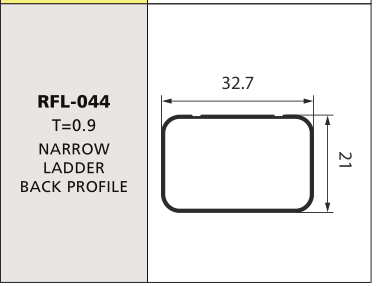 RFL-044
T=0.9
NARROW
LADDER
BACK PROFILE
32.7
21